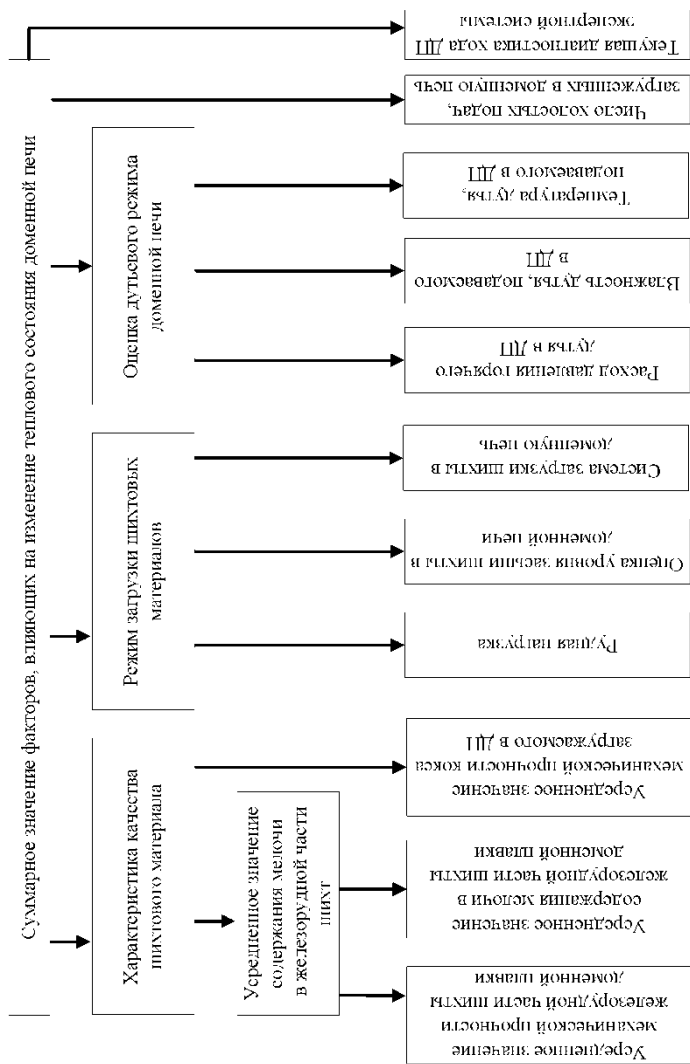 Суммарное значение факторов, влияющих на изменение теплового состояния доменной печи
Характеристика качества
шихтового материала
Режим загрузки шихтовых
материалов
Оценка дутьевого режима
доменной печи
Усредненное значение
содержания мелочи
в железорудной части
шихт
Усредненное значение
механической прочности
железорудной части шихты
доменной плавки
Усредненное значение
содержания мелочи в
железорудной части шихты
доменной плавки
Усредненное значение
механической прочности кокса
загружаемого в ДП
Рудная нагрузка
Оценка уровня засыпи шихты в
доменной печи
Система загрузки шихты в
доменную печь
Расход давления горячего
дутья в ДП
Влажность дутья, подаваемого
в ДП
Температура дутья,
подаваемого в ДП
Число холостых подач,
загруженных в доменную печь
Текущая диагностика хода ДП
экспертной системы